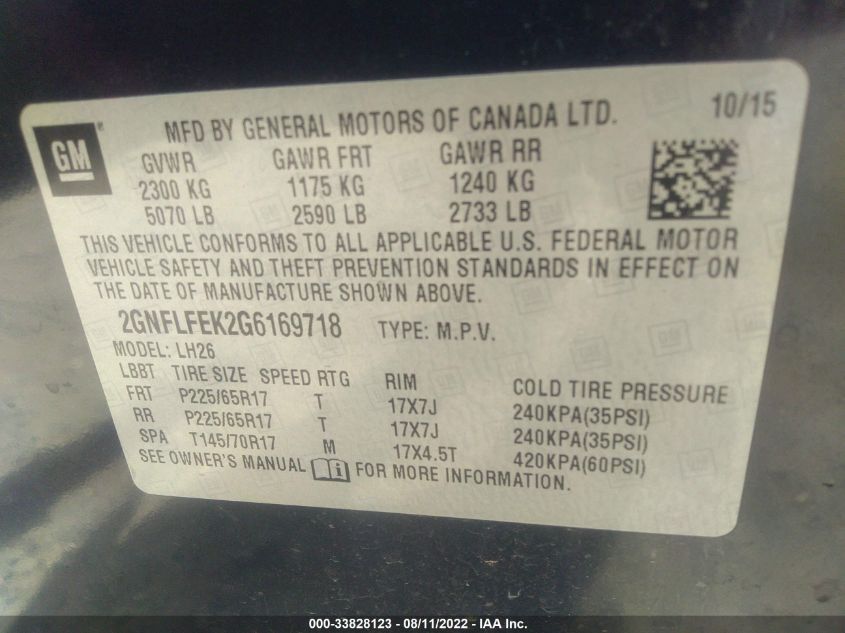 MFD BY GENERAL MOTORS OF CANADA LTD. 10/15
GM
GVWR GAWR FRT GAWR RR
2300 KG 1175 KG 1240 KG
5070 LB 2590 LB 2733 LB
THIS VEHICLE CONFORMS TO ALL APPLICABLE U.S. FEDERAL MOTOR
VEHICLE SAFETY AND THEFT PREVENTION STANDARDS IN EFFECT ON
THE DATE OF MANUFACTURE SHOWN ABOVE.
2GNFLFEK2G6169718 TYPE: M.P.V.
MODEL: LH26
LBBT TIRE SIZE SPEED RTG RIM COLD TIRE PRESSURE
FRT P225/65R17 T 17X7J 240KPA(35PSI)
RR P225/65R17 T 17X7J 240KPA(35PSI)
SPA T145/70R17 M 17X4.5T 420KPA(60PSI)
SEE OWNER'S MANUAL FOR MORE INFORMATION.
000-33828123 - 08/11/2022 - IAA Inc.